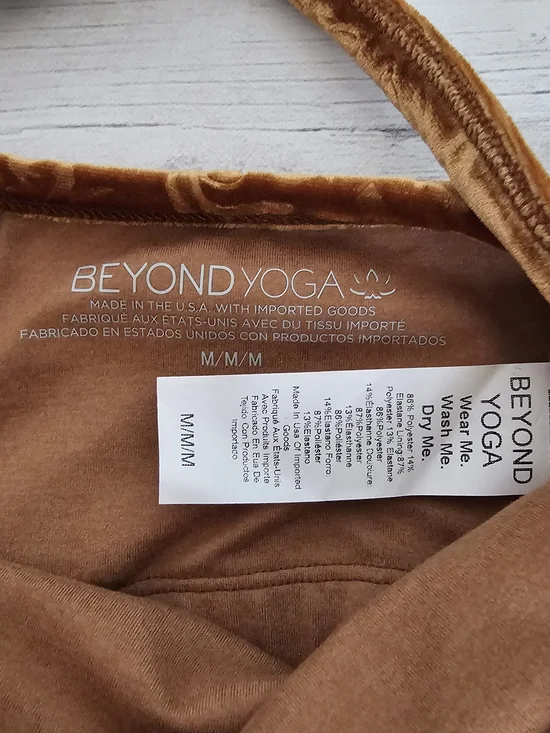 BEYOND YOGA
MADE IN THE U.S.A. WITH IMPORTED GOODS
FABRIQUÉ AUX ÉTATS-UNIS AVEC DU TISSU IMPORTÉ
FABRICADO EN ESTADOS UNIDOS CON PRODUCTOS IMPORTADOS
M/M/M
BEYOND
YOGA
Wear Me.
Wash Me.
Dry Me.
86% Polyester 14%
Elastane Lining:87%
Polyester 13% Elastane
86%Polyester
14%Élasthanne Doublure:
87%Polyester
13%Élasthanne
86%Poliéster
14%Elastano Forro:
87%Poliéster
13%Elastano
Made In Usa Of Imported
Goods
Fabriqué Aux États-Unis
Avec Produits Importe
Fabricado En Eua De
Tejido Con Productos
Importado
M/M/M